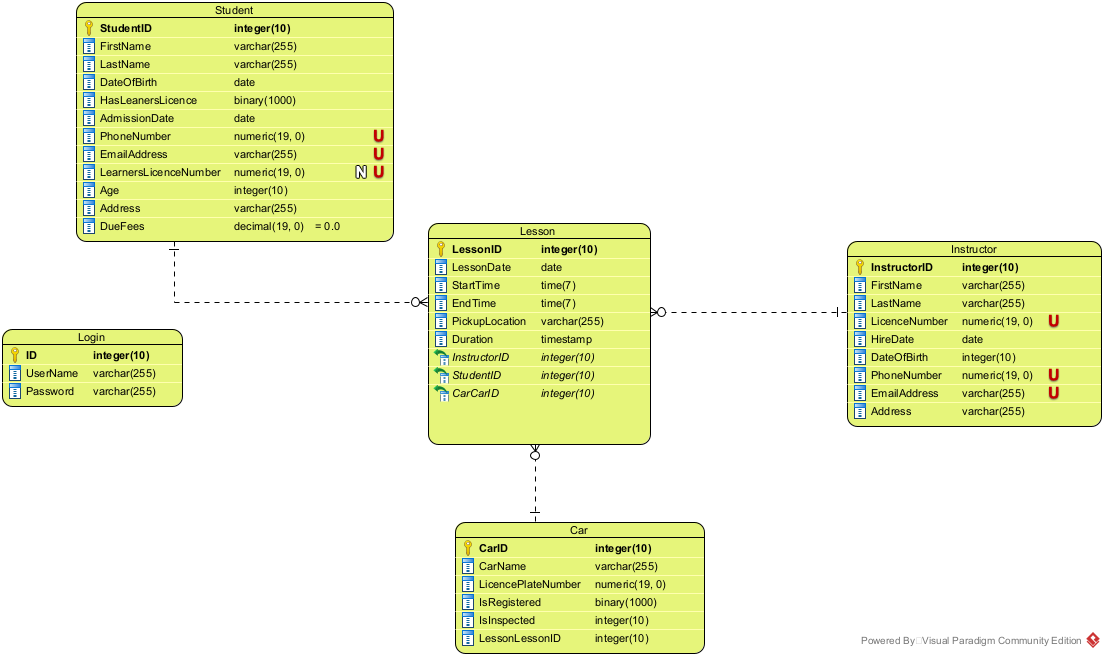 Student
StudentID integer(10)
FirstName varchar(255)
LastName varchar(255)
DateOfBirth date
HasLeanersLicence binary(1000)
AdmissionDate date
PhoneNumber numeric(19, 0) U
EmailAddress varchar(255) U
LearnersLicenceNumber numeric(19, 0) N U
Age integer(10)
Address varchar(255)
DueFees decimal(19, 0) = 0.0
Lesson
LessonID integer(10)
LessonDate date
StartTime time(7)
EndTime time(7)
PickupLocation varchar(255)
Duration timestamp
InstructorID integer(10)
StudentID integer(10)
CarCarID integer(10)
Instructor
InstructorID integer(10)
FirstName varchar(255)
LastName varchar(255)
LicenceNumber numeric(19, 0) U
HireDate date
DateOfBirth integer(10)
PhoneNumber numeric(19, 0) U
EmailAddress varchar(255) U
Address varchar(255)
Login
ID integer(10)
UserName varchar(255)
Password varchar(255)
Car
CarID integer(10)
CarName varchar(255)
LicencePlateNumber numeric(19, 0)
IsRegistered binary(1000)
IsInspected integer(10)
LessonLessonID integer(10)
Powered By Visual Paradigm Community Edition